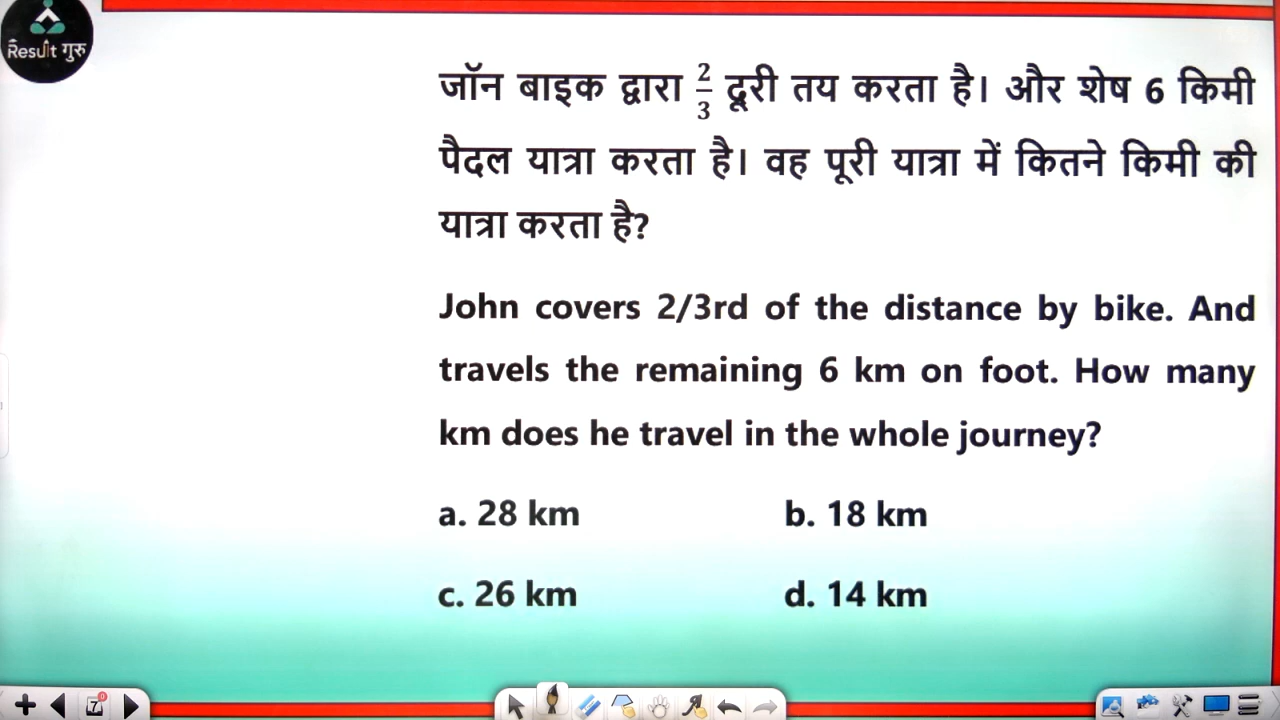 Result गुरु
जॉन बाइक द्वारा 2/3 दूरी तय करता है। और शेष 6 किमी
पैदल यात्रा करता है। वह पूरी यात्रा में कितने किमी की
यात्रा करता है?
John covers 2/3rd of the distance by bike. And
travels the remaining 6 km on foot. How many
km does he travel in the whole journey?
a. 28 km b. 18 km
c. 26 km d. 14 km
7 0